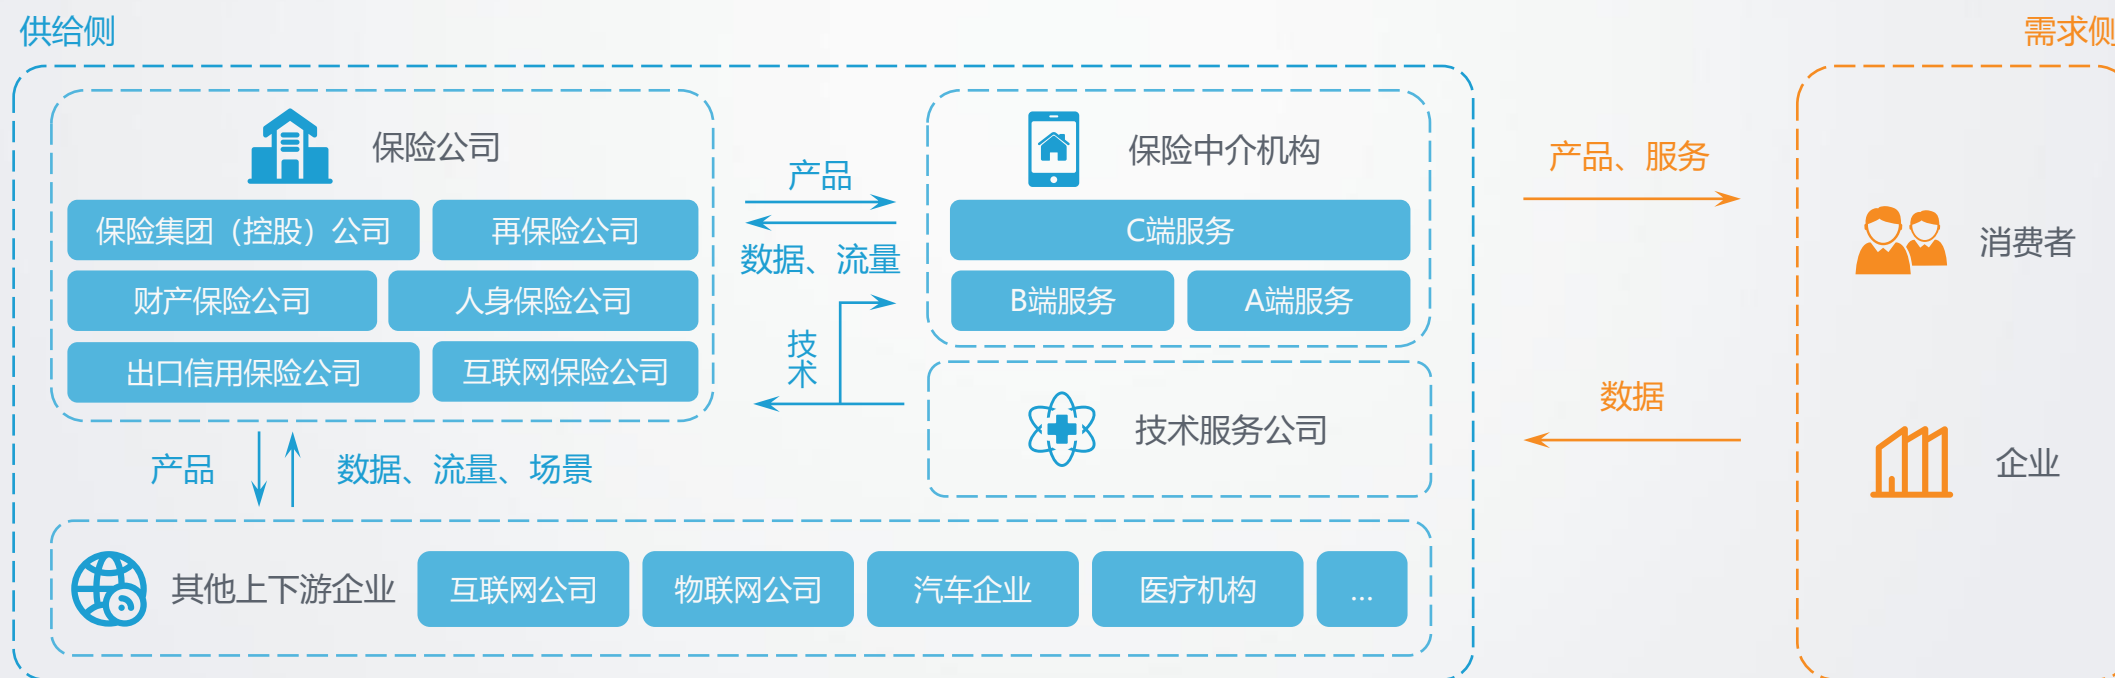 供给侧
需求侧
保险公司
保险集团（控股）公司
再保险公司
财产保险公司
人身保险公司
出口信用保险公司
互联网保险公司
产品
数据、流量
技术
保险中介机构
C端服务
B端服务
A端服务
技术服务公司
产品
数据、流量、场景
其他上下游企业
互联网公司
物联网公司
汽车企业
医疗机构
...
产品、服务
数据
消费者
企业